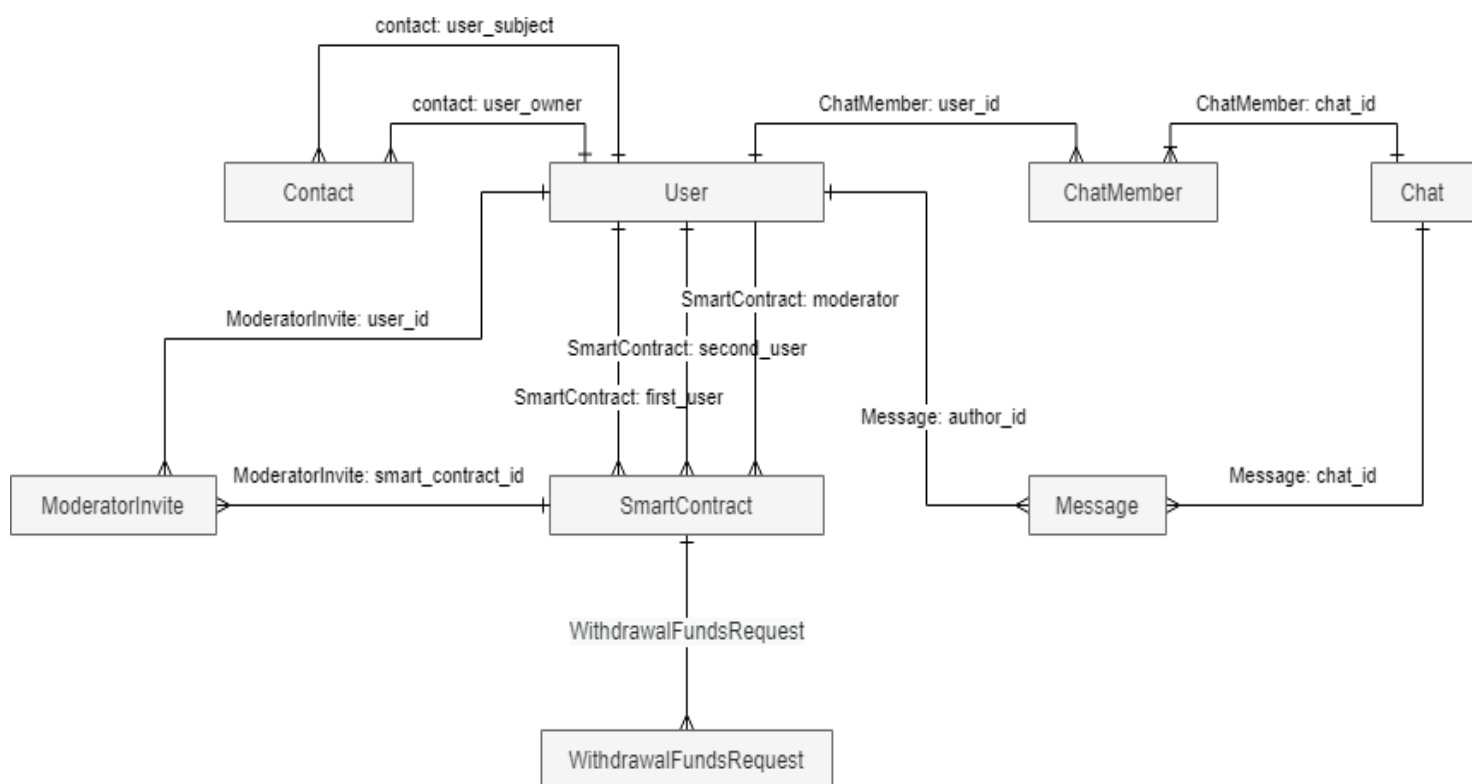 contact: user_subject
contact: user_owner
ChatMember: user_id
ChatMember: chat_id
Contact
User
ChatMember
Chat
SmartContract: moderator
ModeratorInvite: user_id
SmartContract: second_user
SmartContract: first_user
Message: author_id
ModeratorInvite: smart_contract_id
Message: chat_id
ModeratorInvite
SmartContract
Message
WithdrawalFundsRequest
WithdrawalFundsRequest